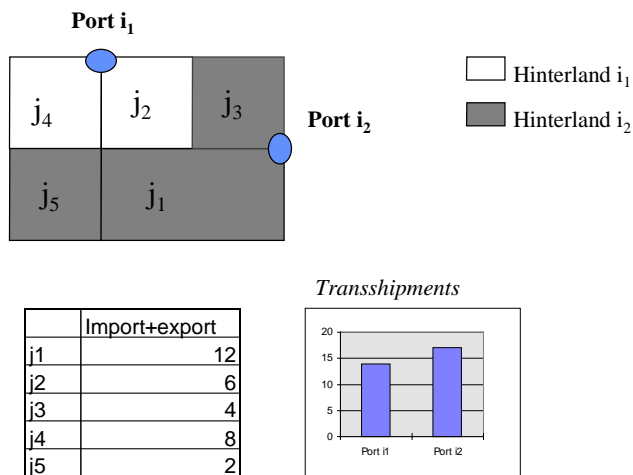 Port i₁
j₄
j₂
j₃
Port i₂
j₅
j₁
Hinterland i₁
Hinterland i₂
Import+export
j1 12
j2 6
j3 4
j4 8
j5 2
Transshipments
20
15
10
5
0
Port i1 Port i2